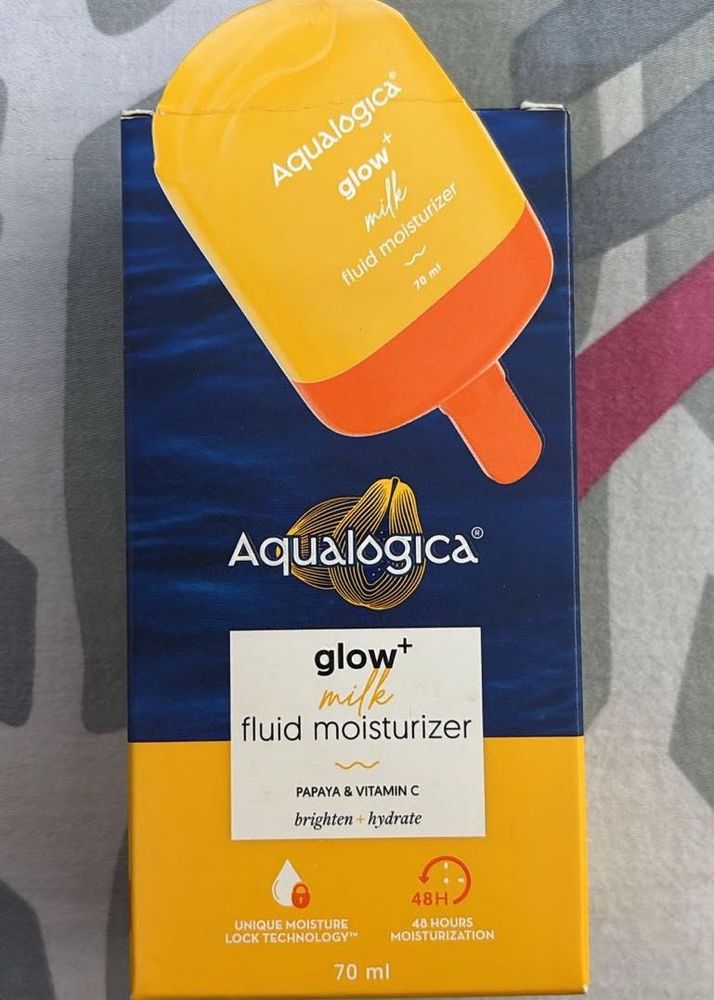 Aqualogica®
glow+
milk
fluid moisturizer
70 ml
Aqualogica®
glow+
milk
fluid moisturizer
PAPAYA & VITAMIN C
brighten + hydrate
48H
UNIQUE MOISTURE
LOCK TECHNOLOGY™
48 HOURS
MOISTURIZATION
70 ml